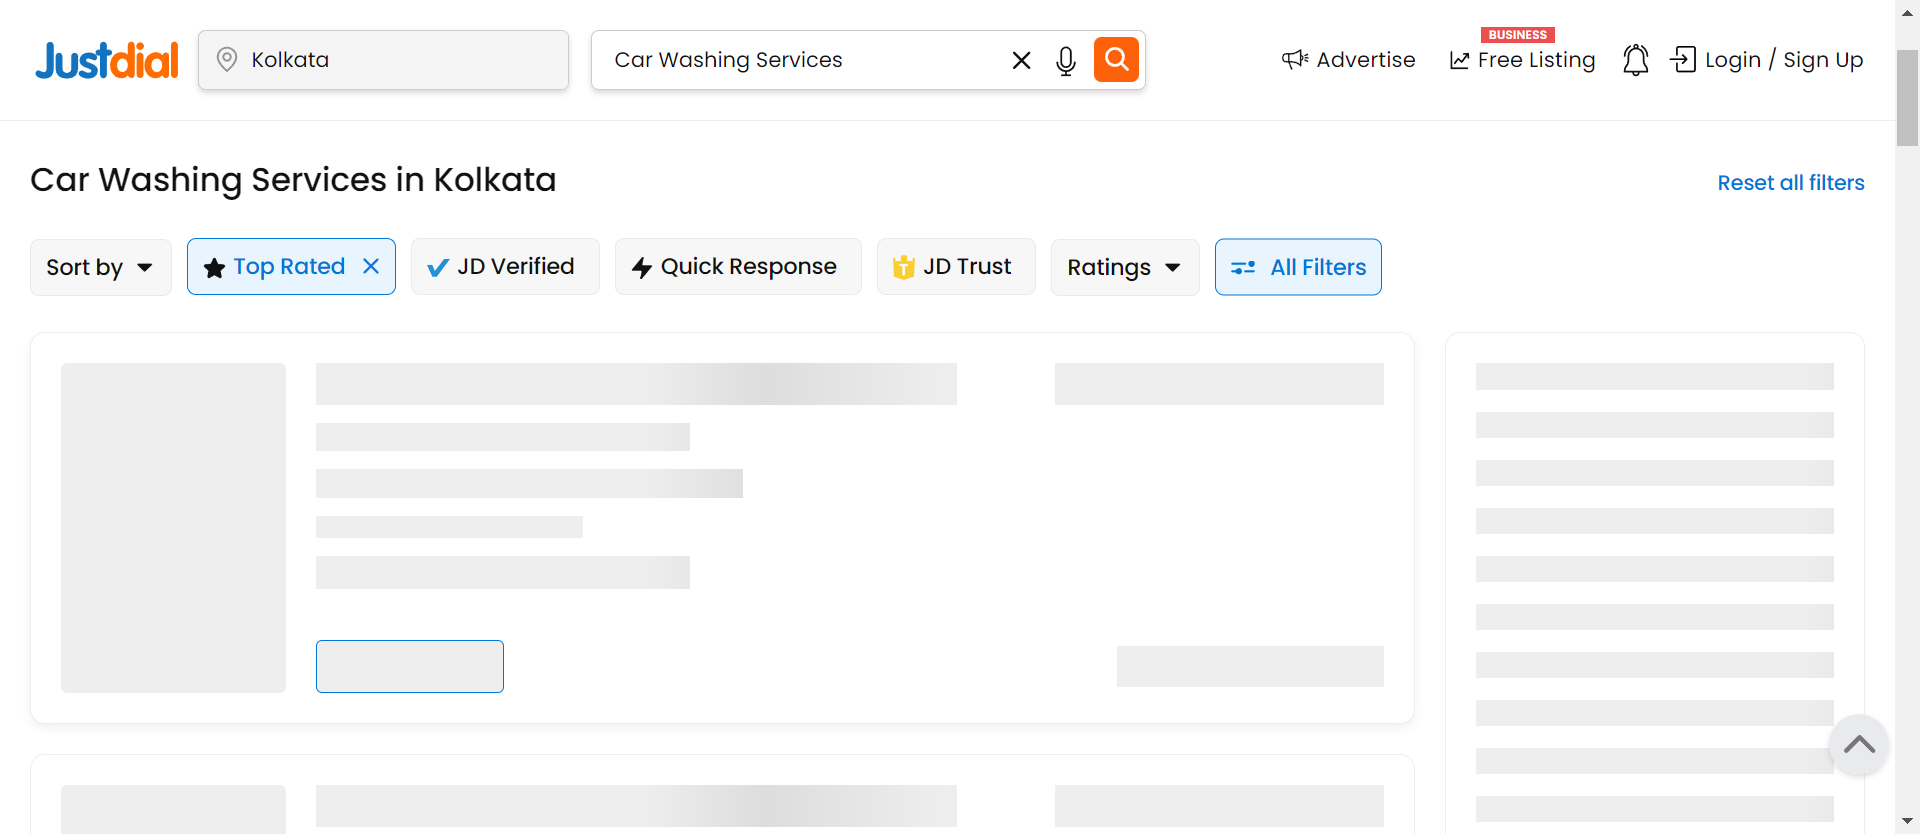 Justdial
Kolkata
Car Washing Services
Advertise
BUSINESS
Free Listing
Login / Sign Up
Car Washing Services in Kolkata
Reset all filters
Sort by
Top Rated
JD Verified
Quick Response
T
JD Trust
Ratings
All Filters